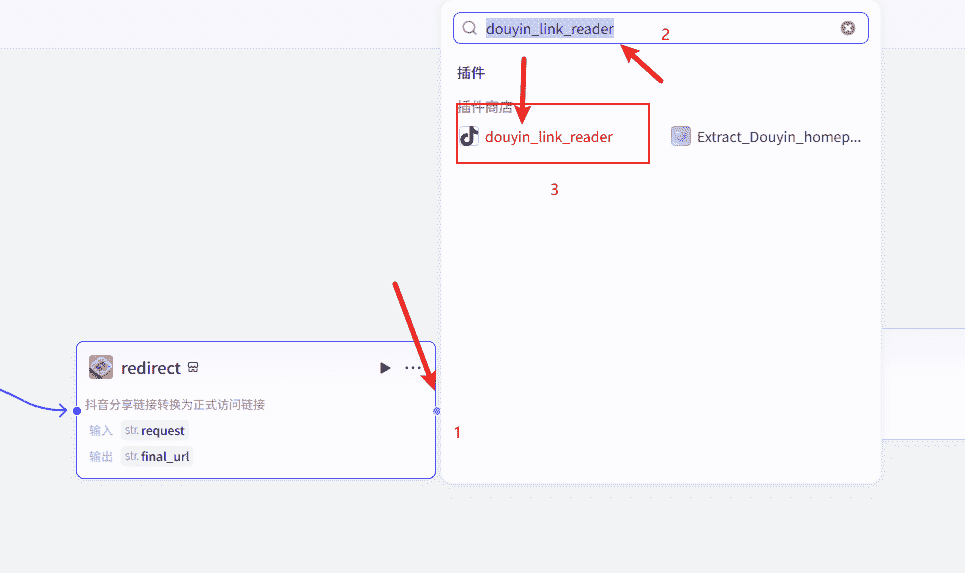 douyin_link_reader
2
插件
插件商店
douyin_link_reader
Extract_Douyin_homep...
3
redirect
抖音分享链接转换为正式访问链接
输入 str. request
输出 str. final_url
1